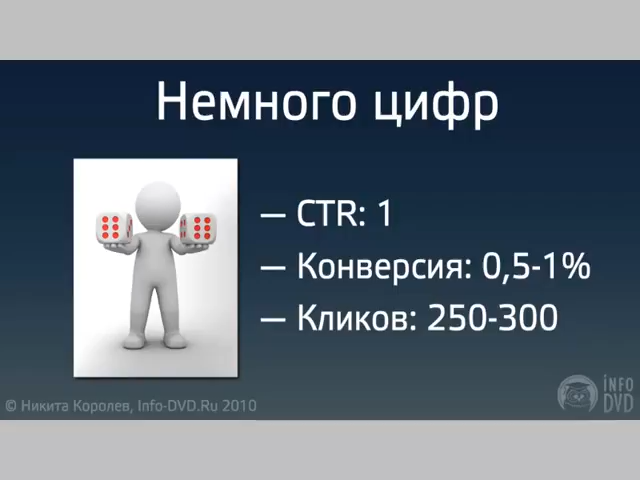 Немного цифр
— CTR: 1
— Конверсия: 0,5-1%
— Кликов: 250-300
© Никита Королев, Info-DVD.Ru 2010
iNFO
DVD